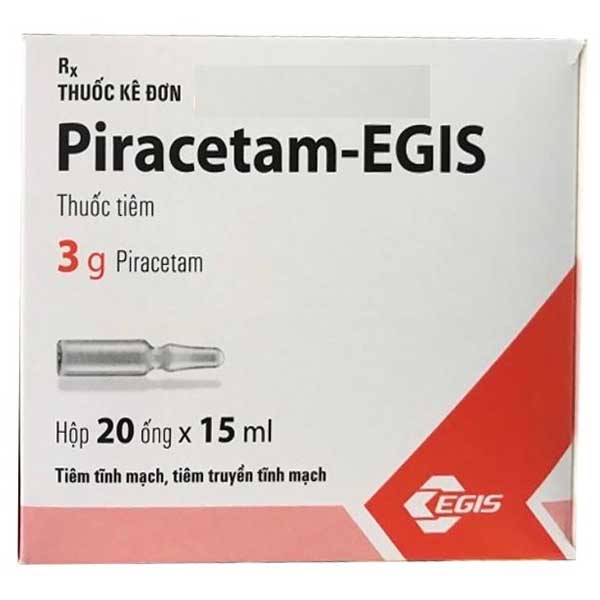 Rx
THUỐC KÊ ĐƠN
Piracetam-EGIS
Thuốc tiêm
3 g Piracetam
Hộp 20 ống x 15 ml
Tiêm tĩnh mạch, tiêm truyền tĩnh mạch
EGIS